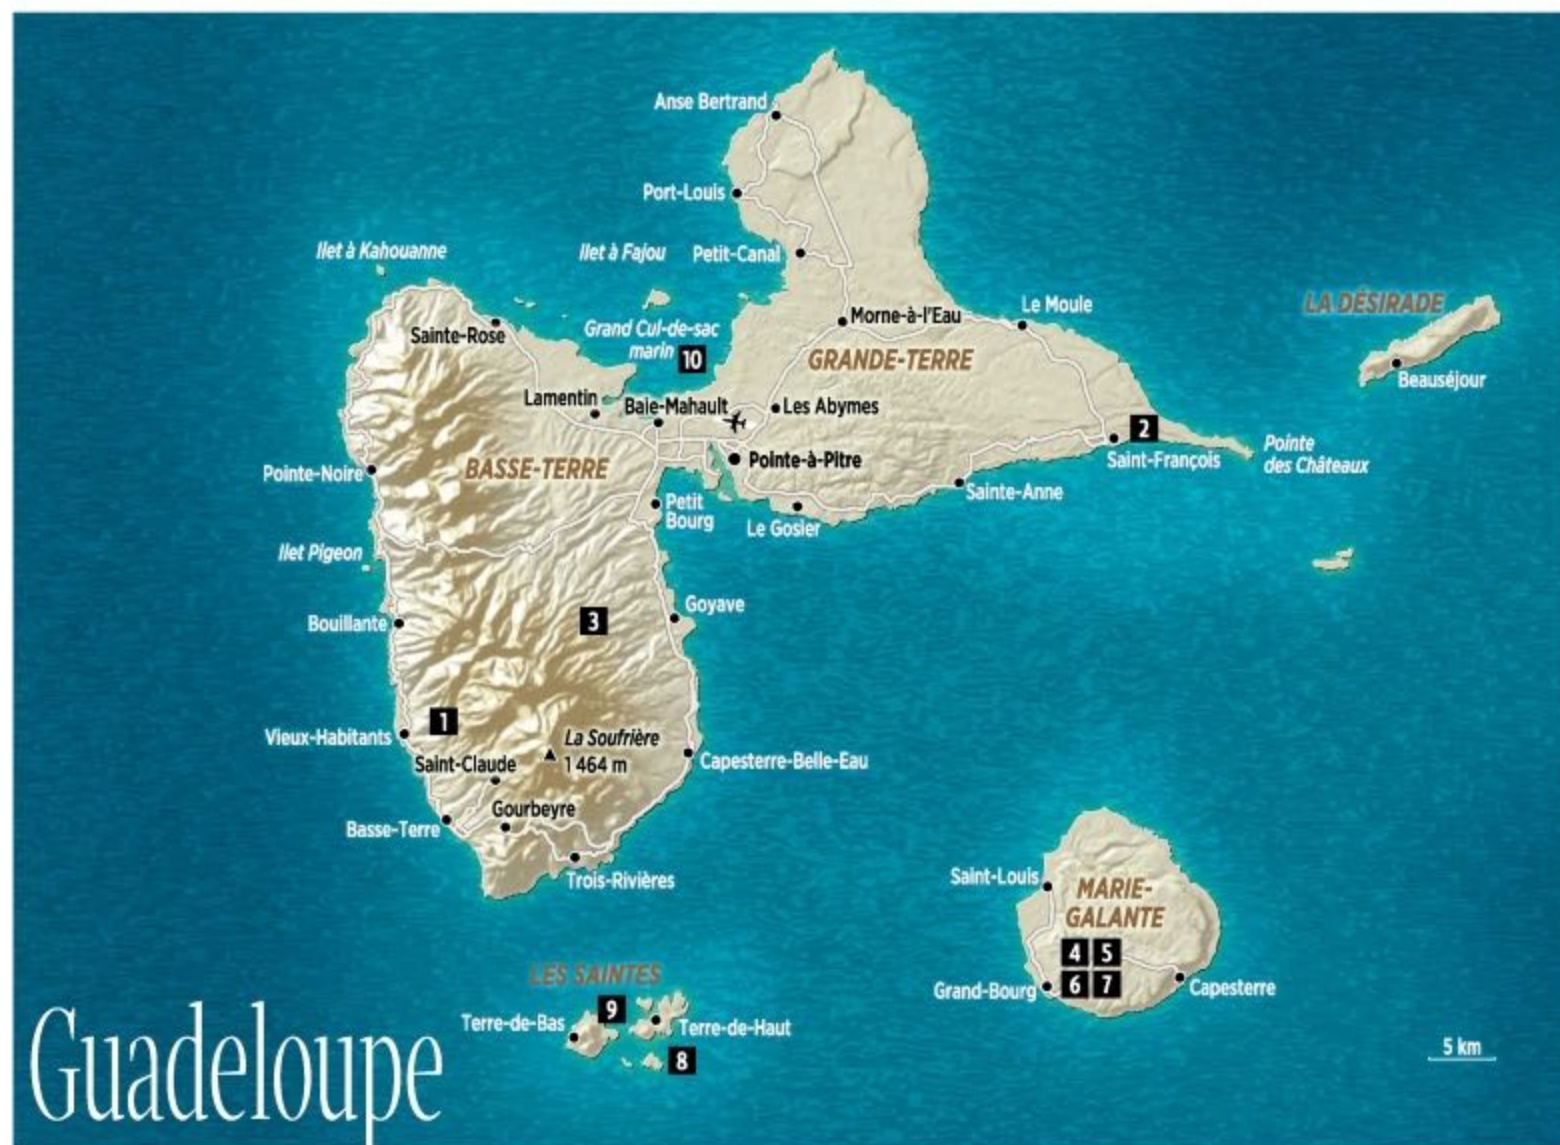 Anse Bertrand
Port-Louis
Ilet à Kahouanne
Ilet à Fajou
Petit-Canal
LA DÉSIRADE
Le Moule
Morne-à-l'Eau
Sainte-Rose
Grand Cul-de-sac
marin
10
GRANDE-TERRE
Beauséjour
Lamentin
Baie-Mahault
Les Abymes
2
Saint-François
Pointe
des Châteaux
Pointe-à-Pitre
BASSE-TERRE
Pointe-Noire
Sainte-Anne
Petit
Bourg
Le Gosier
Ilet Pigeon
Goyave
3
Bouillante
1
Vieux-Habitants
La Soufrière
1 464 m
Saint-Claude
Capesterre-Belle-Eau
Gourbeyre
Basse-Terre
Trois-Rivières
Saint-Louis
MARIE-
GALANTE
4 5
6 7
Grand-Bourg
Capesterre
LES SAINTES
9
Terre-de-Bas
Terre-de-Haut
8
5 km
Guadeloupe